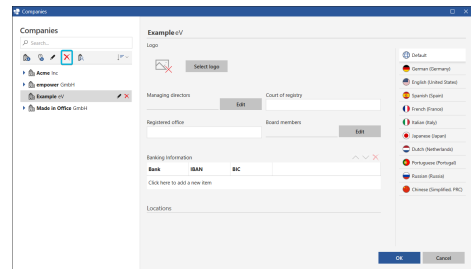 Companies
Companies
Search...
Acme Inc
empower GmbH
Example eV
Made in Office GmbH
Example eV
Logo
Select logo
Managing directors
Court of registry
Edit
Registered office
Board members
Edit
Banking Information
Bank IBAN BIC
Click here to add a new item
Locations
Default
German (Germany)
English (United States)
Spanish (Spain)
French (France)
Italian (Italy)
Japanese (Japan)
Dutch (Netherlands)
Portuguese (Portugal)
Russian (Russia)
Chinese (Simplified, PRC)
OK Cancel